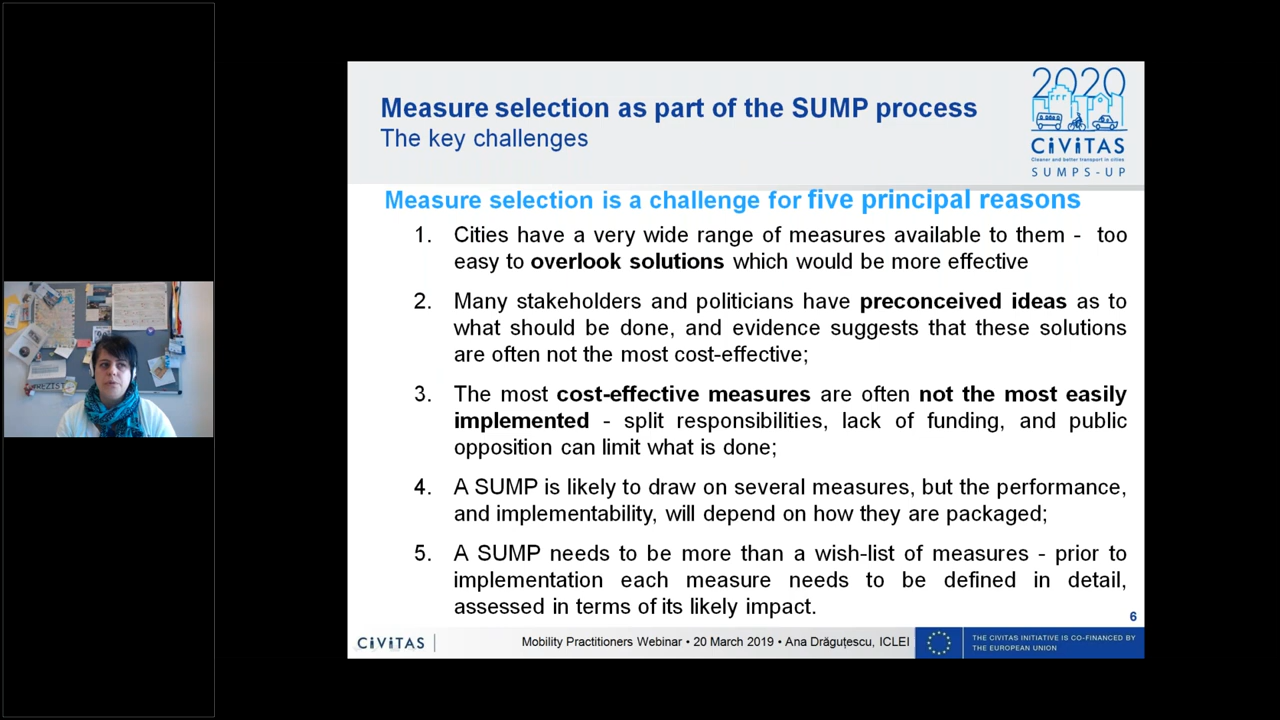 Measure selection as part of the SUMP process
The key challenges
2020
CiViTAS
Cleaner and better transport in cities
SUMPS-UP
Measure selection is a challenge for five principal reasons
1. Cities have a very wide range of measures available to them - too
easy to overlook solutions which would be more effective
2. Many stakeholders and politicians have preconceived ideas as to
what should be done, and evidence suggests that these solutions
are often not the most cost-effective;
3. The most cost-effective measures are often not the most easily
implemented - split responsibilities, lack of funding, and public
opposition can limit what is done;
4. A SUMP is likely to draw on several measures, but the performance,
and implementability, will depend on how they are packaged;
5. A SUMP needs to be more than a wish-list of measures - prior to
implementation each measure needs to be defined in detail,
assessed in terms of its likely impact.
6
CiViTAS
Mobility Practitioners Webinar • 20 March 2019 • Ana Drăguțescu, ICLEI
THE CIVITAS INITIATIVE IS CO-FINANCED BY
THE EUROPEAN UNION